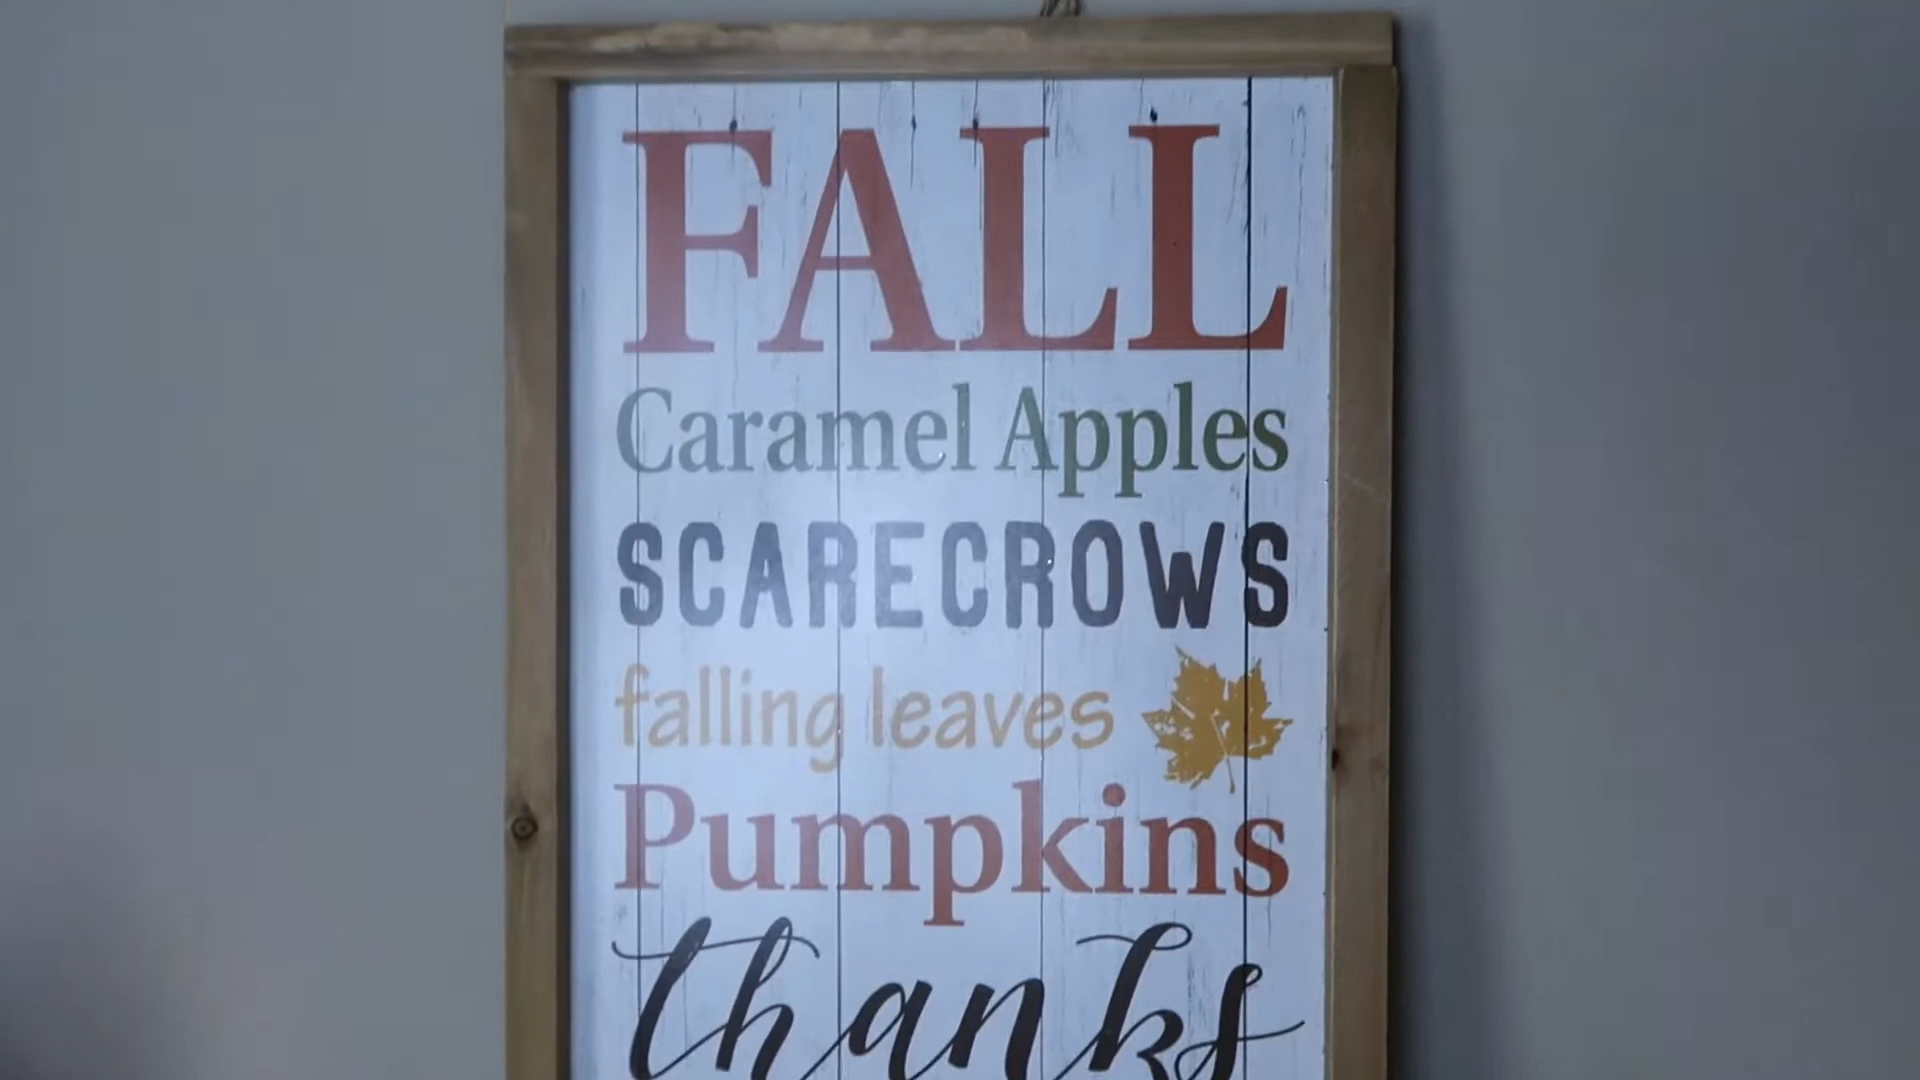 FALL
Caramel Apples
SCARECROWS
falling leaves
Pumpkins
thanks